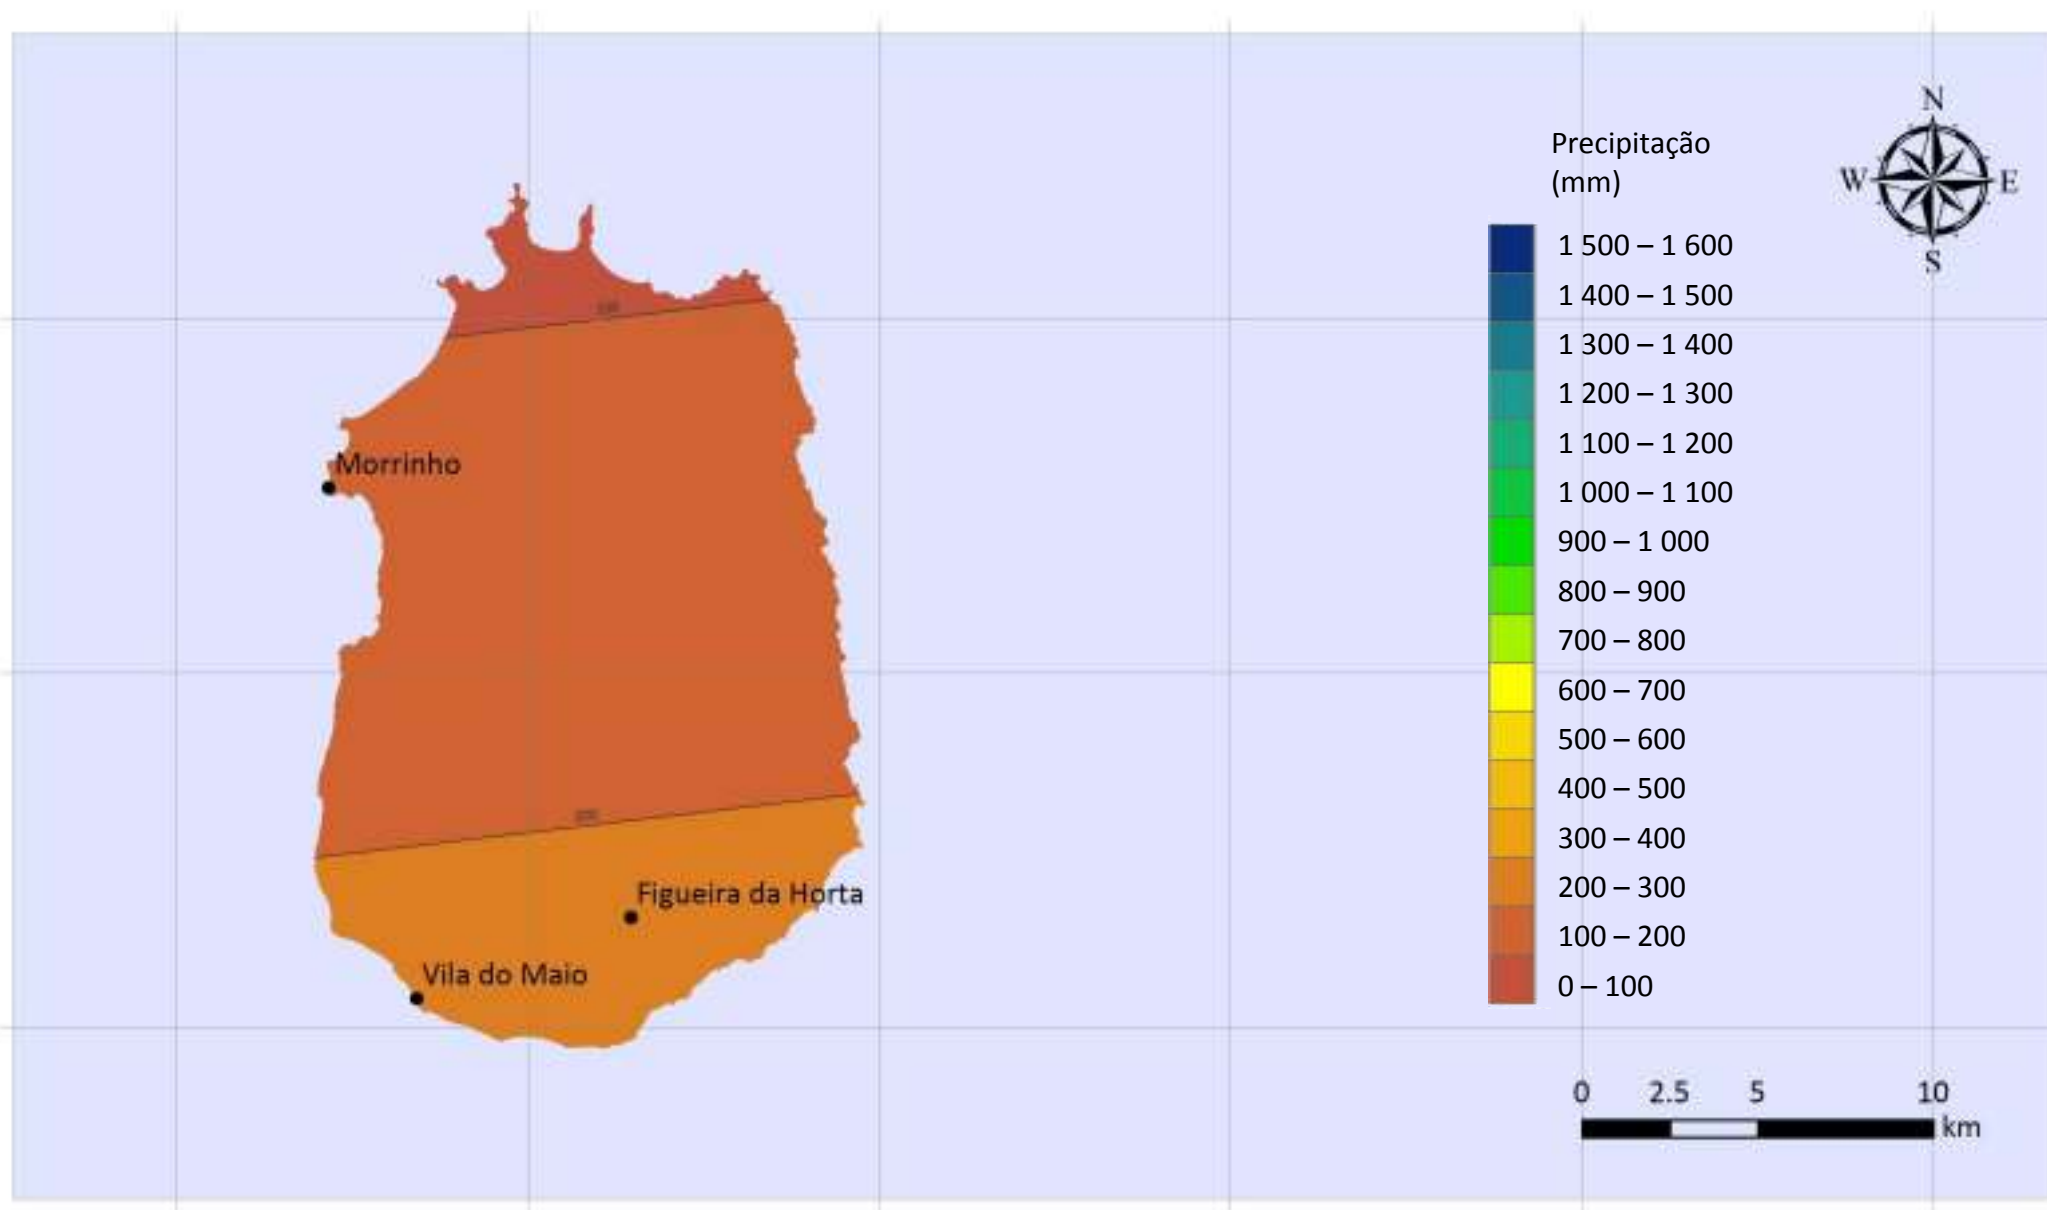 N
W
E
S
Precipitação
(mm)
1 500 – 1 600
1 400 – 1 500
1 300 – 1 400
1 200 – 1 300
1 100 – 1 200
1 000 – 1 100
900 – 1 000
800 – 900
700 – 800
600 – 700
500 – 600
400 – 500
300 – 400
200 – 300
100 – 200
0 – 100
Morrinho
Figueira da Horta
Vila do Maio
0 2.5 5 10
km